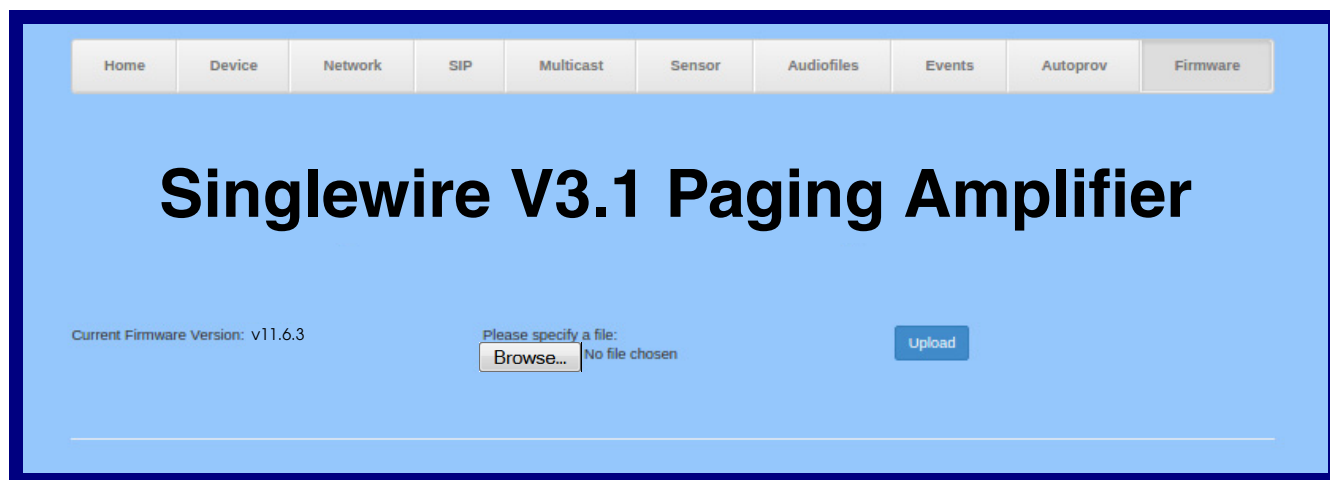 Home Device Network SIP Multicast Sensor Audiofiles Events Autoprov Firmware
Singlewire V3.1 Paging Amplifier
Current Firmware Version: v11.6.3
Please specify a file:
Browse... No file chosen
Upload